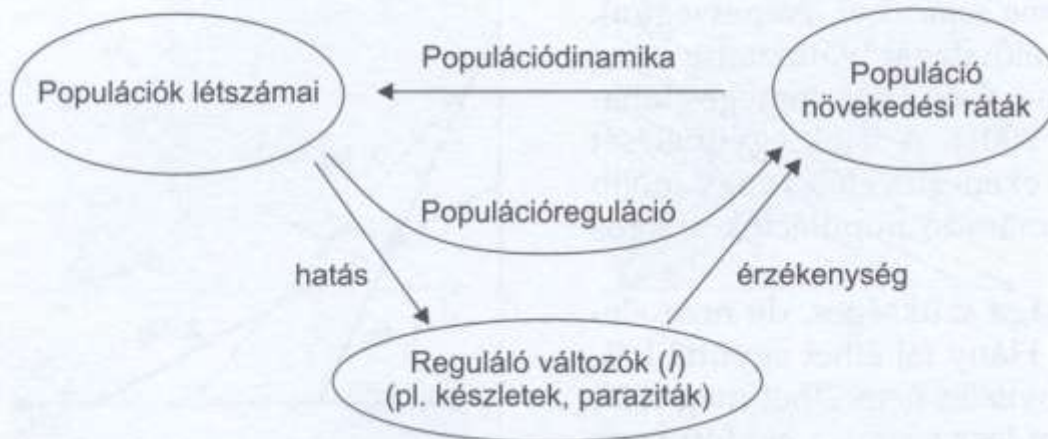 Populációk létszámai
Populációdinamika
Populáció
növekedési ráták
Populációreguláció
hatás
érzékenység
Reguláló változók (I)
(pl. készletek, paraziták)